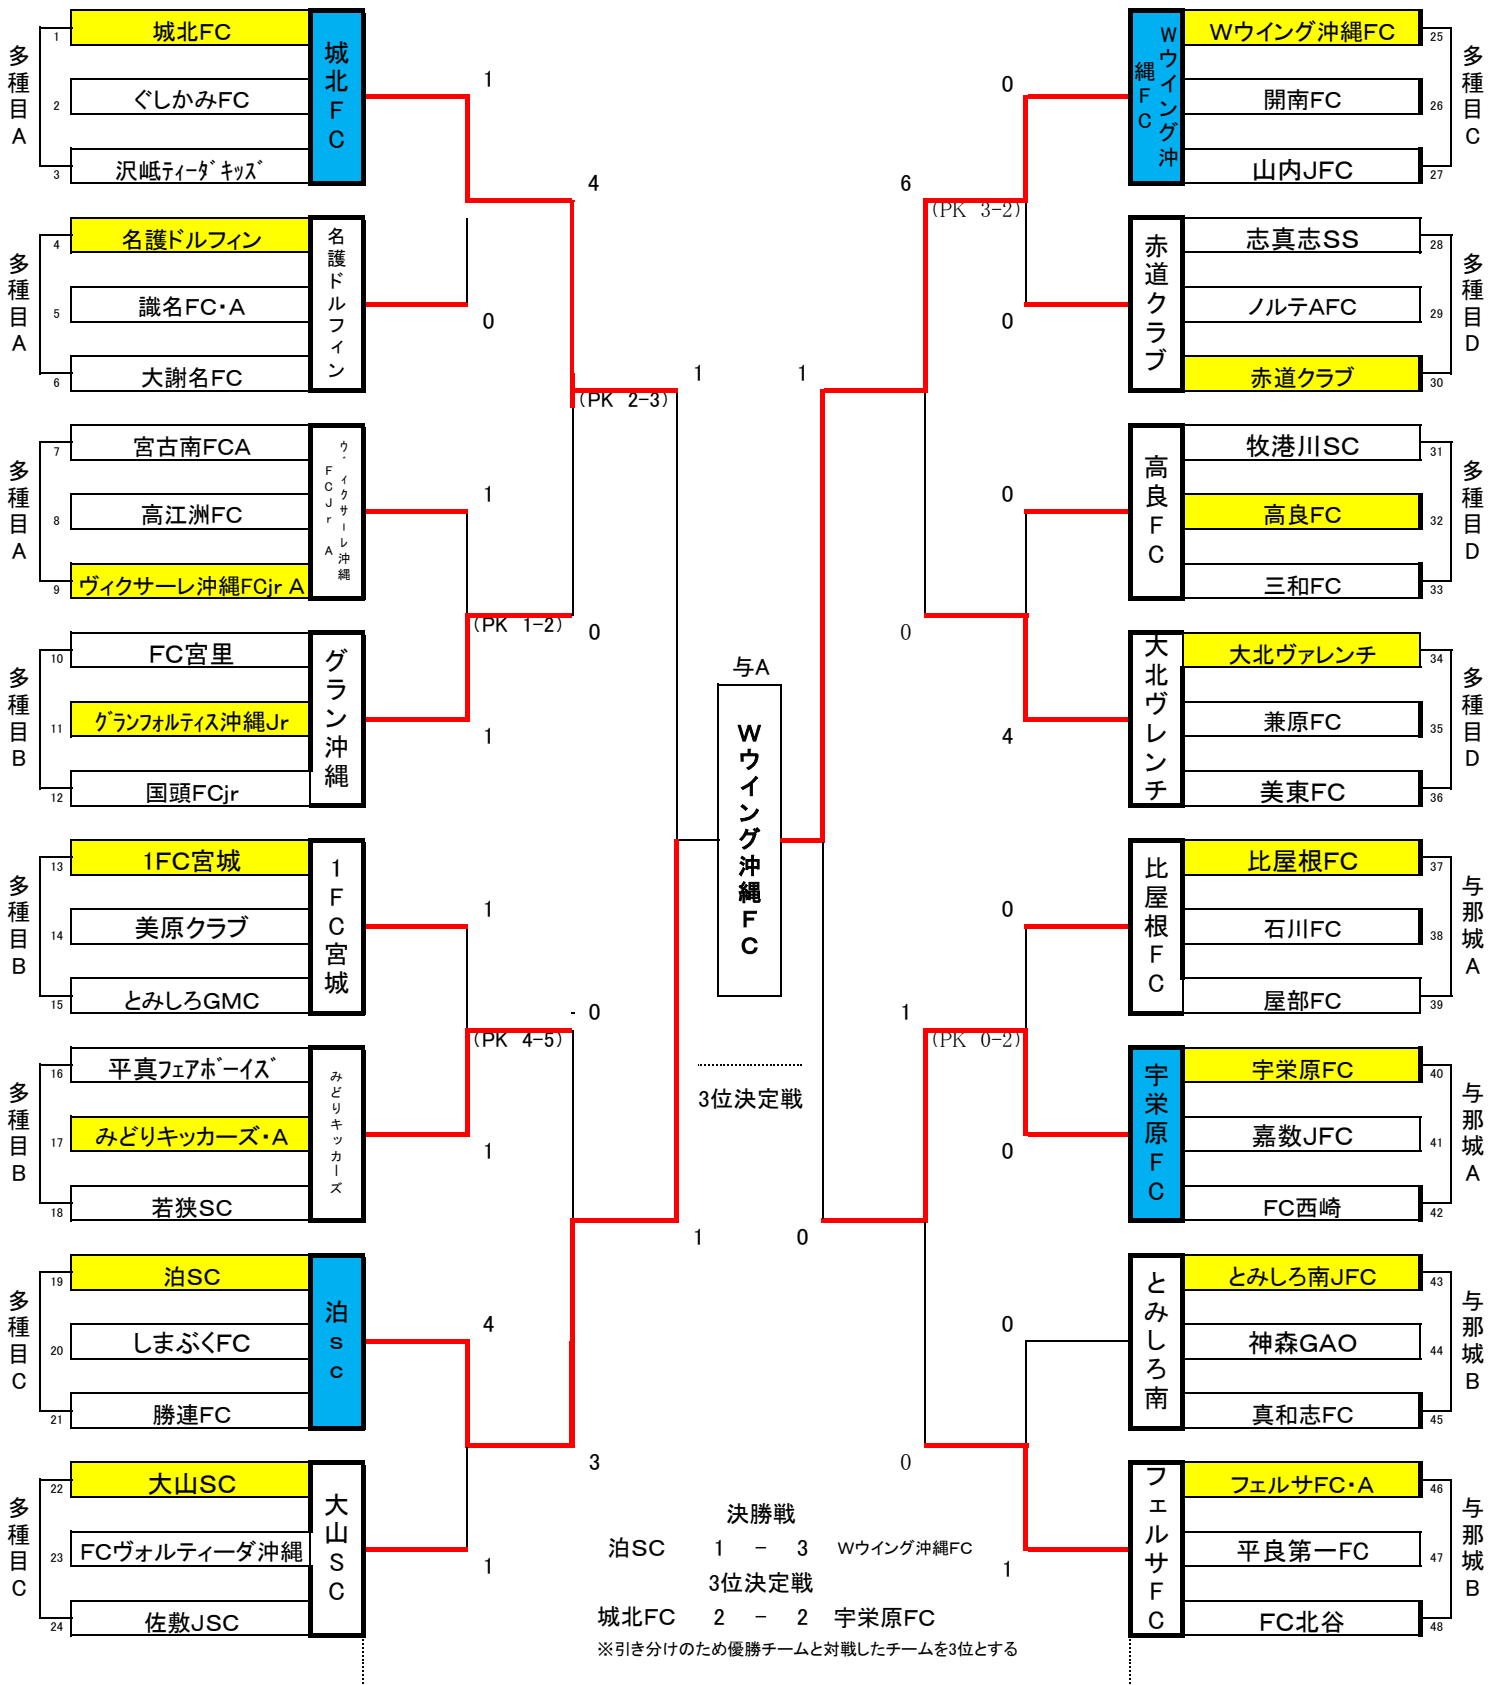 多種目A
1 城北FC
2 ぐしかみFC
3 沢岻ティーダキッズ
城北FC
多種目A
4 名護ドルフィン
5 識名FC・A
6 大謝名FC
名護ドルフィン
多種目A
7 宮古南FCA
8 高江洲FC
9 ヴィクサーレ沖縄FCjr A
ヴィクサーレ沖縄FCJr A
多種目B
10 FC宮里
11 グランフォルティス沖縄Jr
12 国頭FCjr
グラン沖縄
多種目B
13 1FC宮城
14 美原クラブ
15 とみしろGMC
1FC宮城
多種目B
16 平真フェアボーイズ
17 みどりキッカーズ・A
18 若狭SC
みどりキッカーズ
多種目C
19 泊SC
20 しまぶくFC
21 勝連FC
泊sc
多種目C
22 大山SC
23 FCヴォルティーダ沖縄
24 佐敷JSC
大山SC
1
0
1
(PK 1-2)
1
1
(PK 4-5)
1
4
1
4
(PK 2-3)
0
0
3
1
1
与A
Wウイング沖縄FC
3位決定戦
1
0
6
(PK 3-2)
0
1
(PK 0-2)
0
0
0
0
4
0
0
0
1
Wウイング沖縄FC
Wウイング沖縄FC 25
開南FC 26
山内JFC 27
多種目C
赤道クラブ
志真志SS 28
ノルテAFC 29
赤道クラブ 30
多種目D
高良FC
牧港川SC 31
高良FC 32
三和FC 33
多種目D
大北ヴレンチ
大北ヴァレンチ 34
兼原FC 35
美東FC 36
多種目D
比屋根FC
比屋根FC 37
石川FC 38
屋部FC 39
与那城A
宇栄原FC
宇栄原FC 40
嘉数JFC 41
FC西崎 42
与那城A
とみしろ南
とみしろ南JFC 43
神森GAO 44
真和志FC 45
与那城B
フェルサFC
フェルサFC・A 46
平良第一FC 47
FC北谷 48
与那城B
決勝戦
泊SC 1 － 3 Wウイング沖縄FC
3位決定戦
城北FC 2 － 2 宇栄原FC
※引き分けのため優勝チームと対戦したチームを3位とする